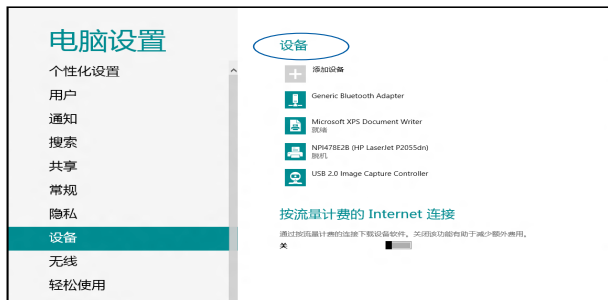 电脑设置
个性化设置
用户
通知
搜索
共享
常规
隐私
设备
无线
轻松使用
设备
添加设备
Generic Bluetooth Adapter
Microsoft XPS Document Writer
就绪
NPI478E2B (HP LaserJet P2055dn)
脱机
USB 2.0 Image Capture Controller
按流量计费的 Internet 连接
通过按流量计费的连接下载设备软件。关闭该功能有助于减少额外费用。
关